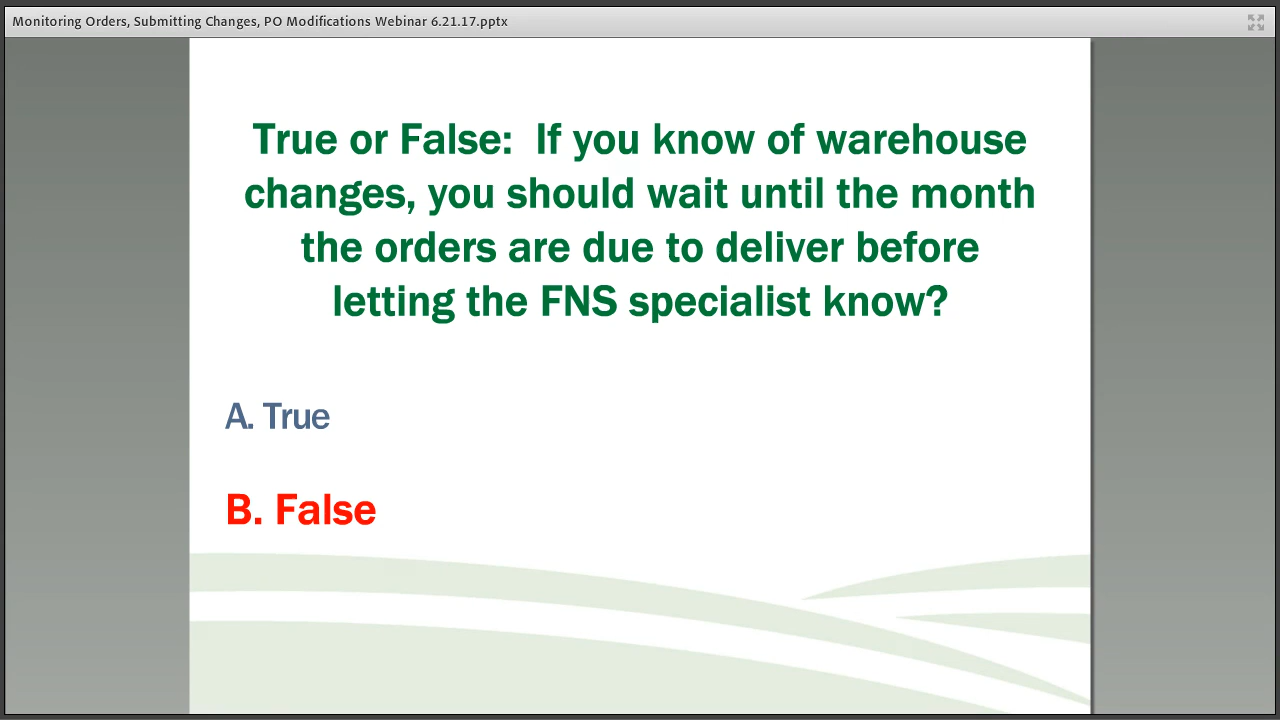 Monitoring Orders, Submitting Changes, PO Modifications Webinar 6.21.17.pptx
True or False:  If you know of warehouse
changes, you should wait until the month
the orders are due to deliver before
letting the FNS specialist know?
A. True
B. False